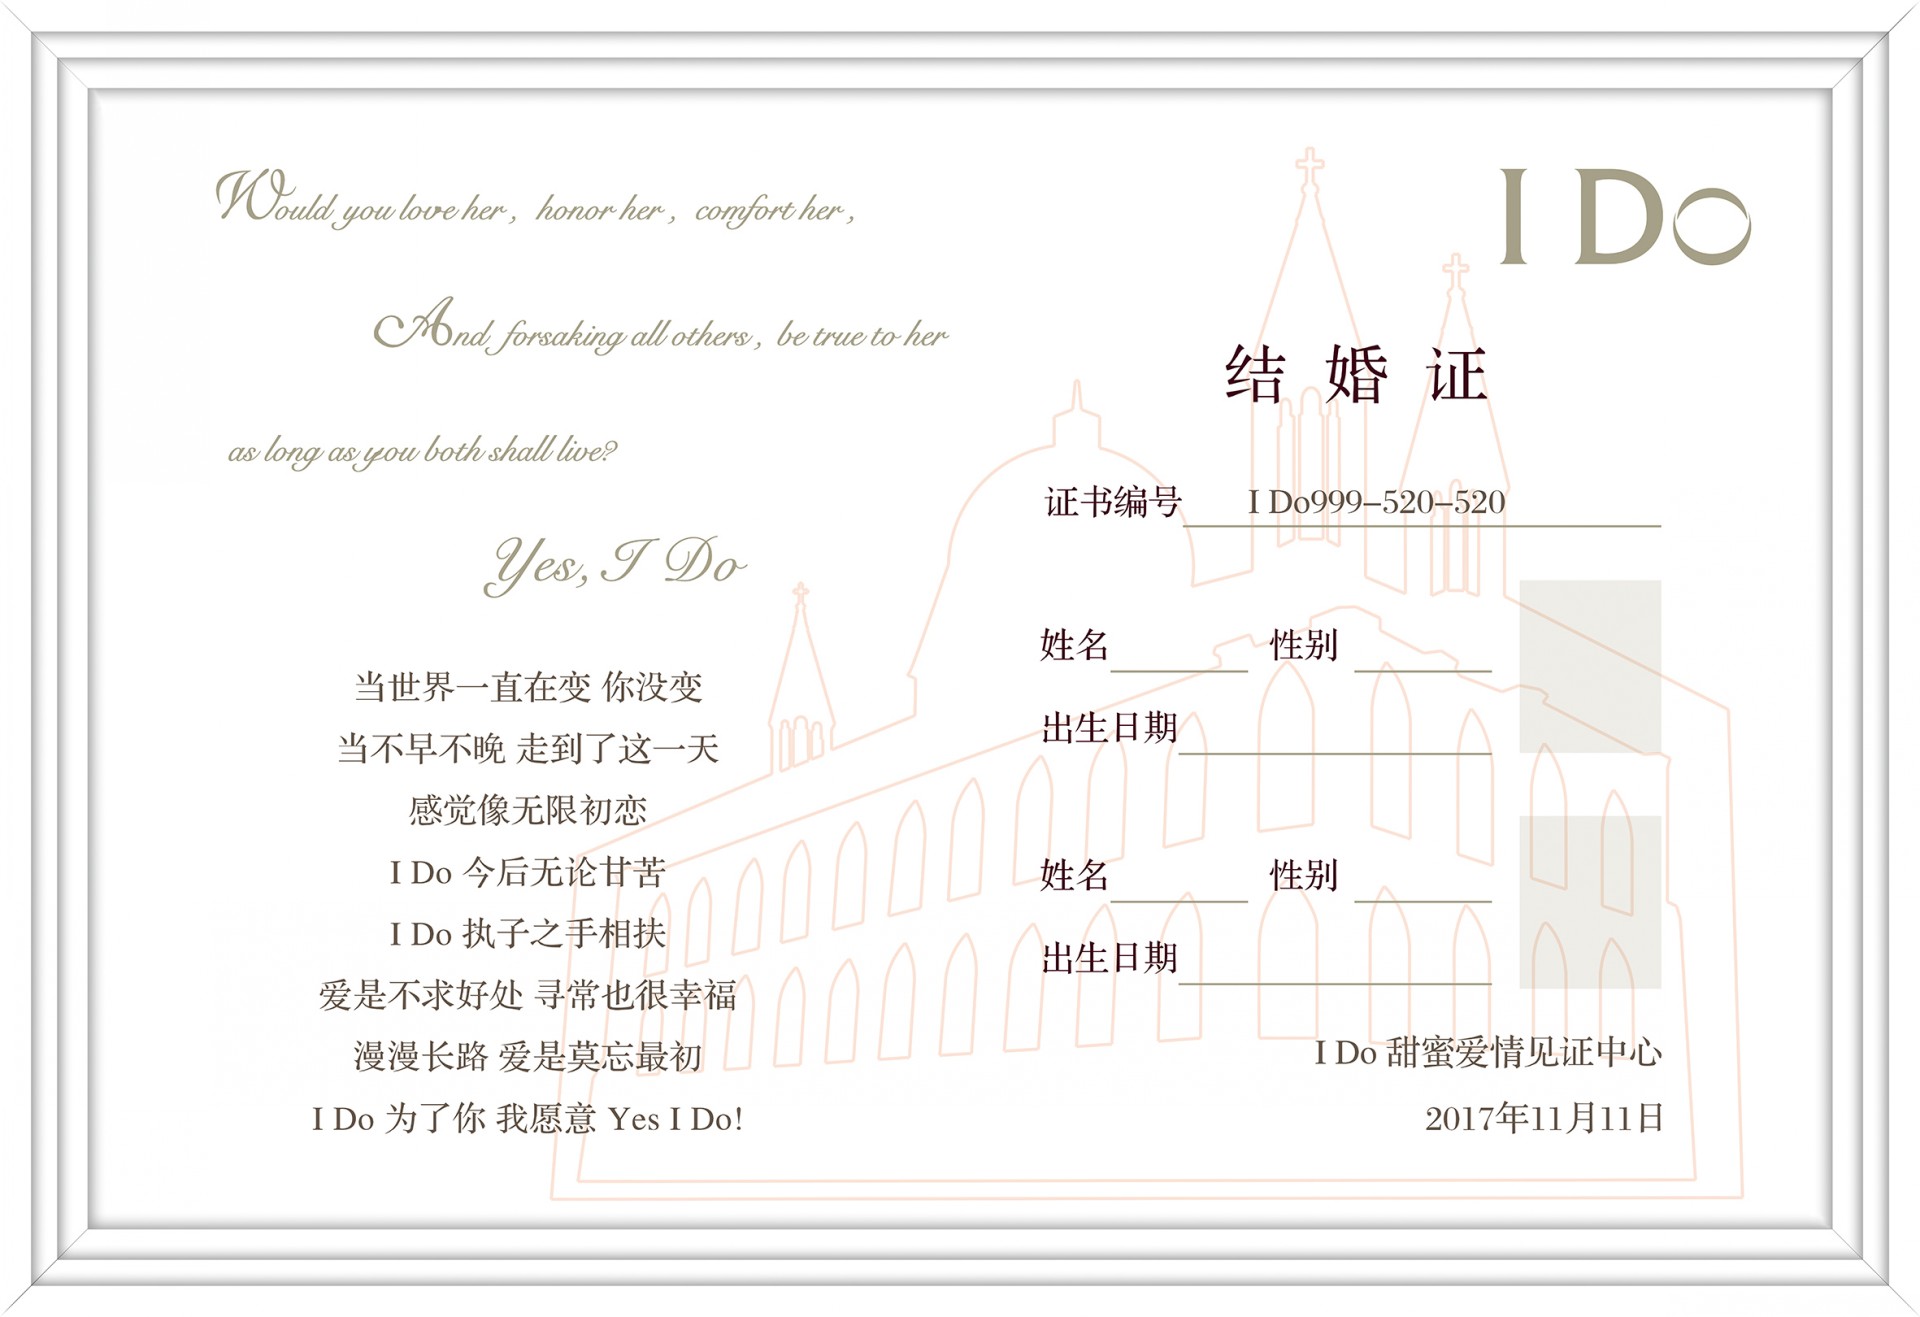 Would you love her, honor her, comfort her,
And forsaking all others, be true to her
as long as you both shall live?
Yes, I Do
当世界一直在变 你没变
当不早不晚 走到了这一天
感觉像无限初恋
I Do 今后无论甘苦
I Do 执子之手相扶
爱是不求好处 寻常也很幸福
漫漫长路 爱是莫忘最初
I Do 为了你 我愿意 Yes I Do!
I Do
结婚证
证书编号 I Do999-520-520
姓名 性别
出生日期
姓名 性别
出生日期
I Do 甜蜜爱情见证中心
2017年11月11日